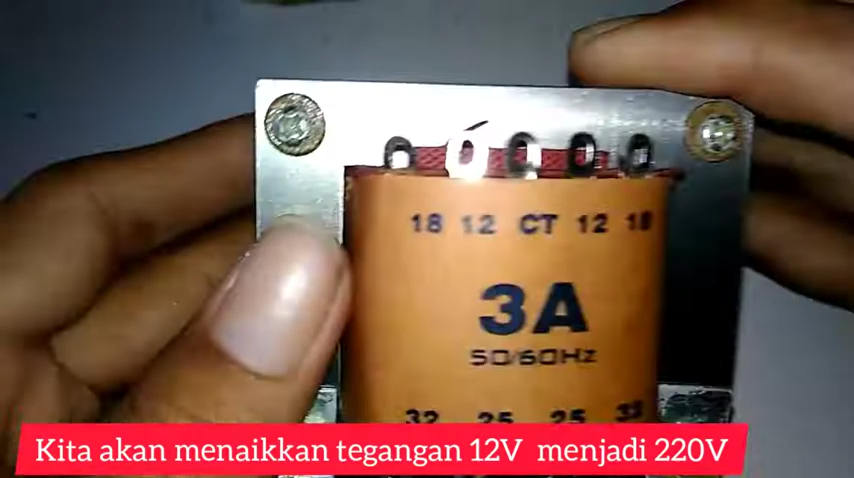 18 12 CT 12 18
3A
50/60Hz
32 25 25 32
Kita akan menaikkan tegangan 12V menjadi 220V